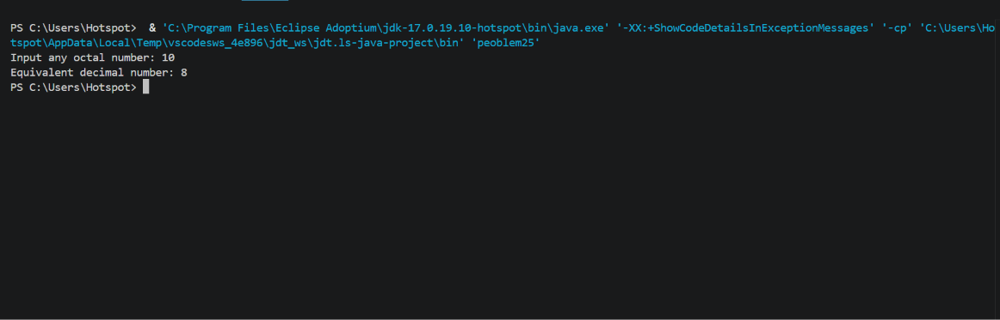 PS C:\Users\Hotspot>  & 'C:\Program Files\Eclipse Adoptium\jdk-17.0.19.10-hotspot\bin\java.exe' '-XX:+ShowCodeDetailsInExceptionMessages' '-cp' 'C:\Users\Ho
tspot\AppData\Local\Temp\vscodesws_4e896\jdt_ws\jdt.ls-java-project\bin' 'peoblem25'
Input any octal number: 10
Equivalent decimal number: 8
PS C:\Users\Hotspot>